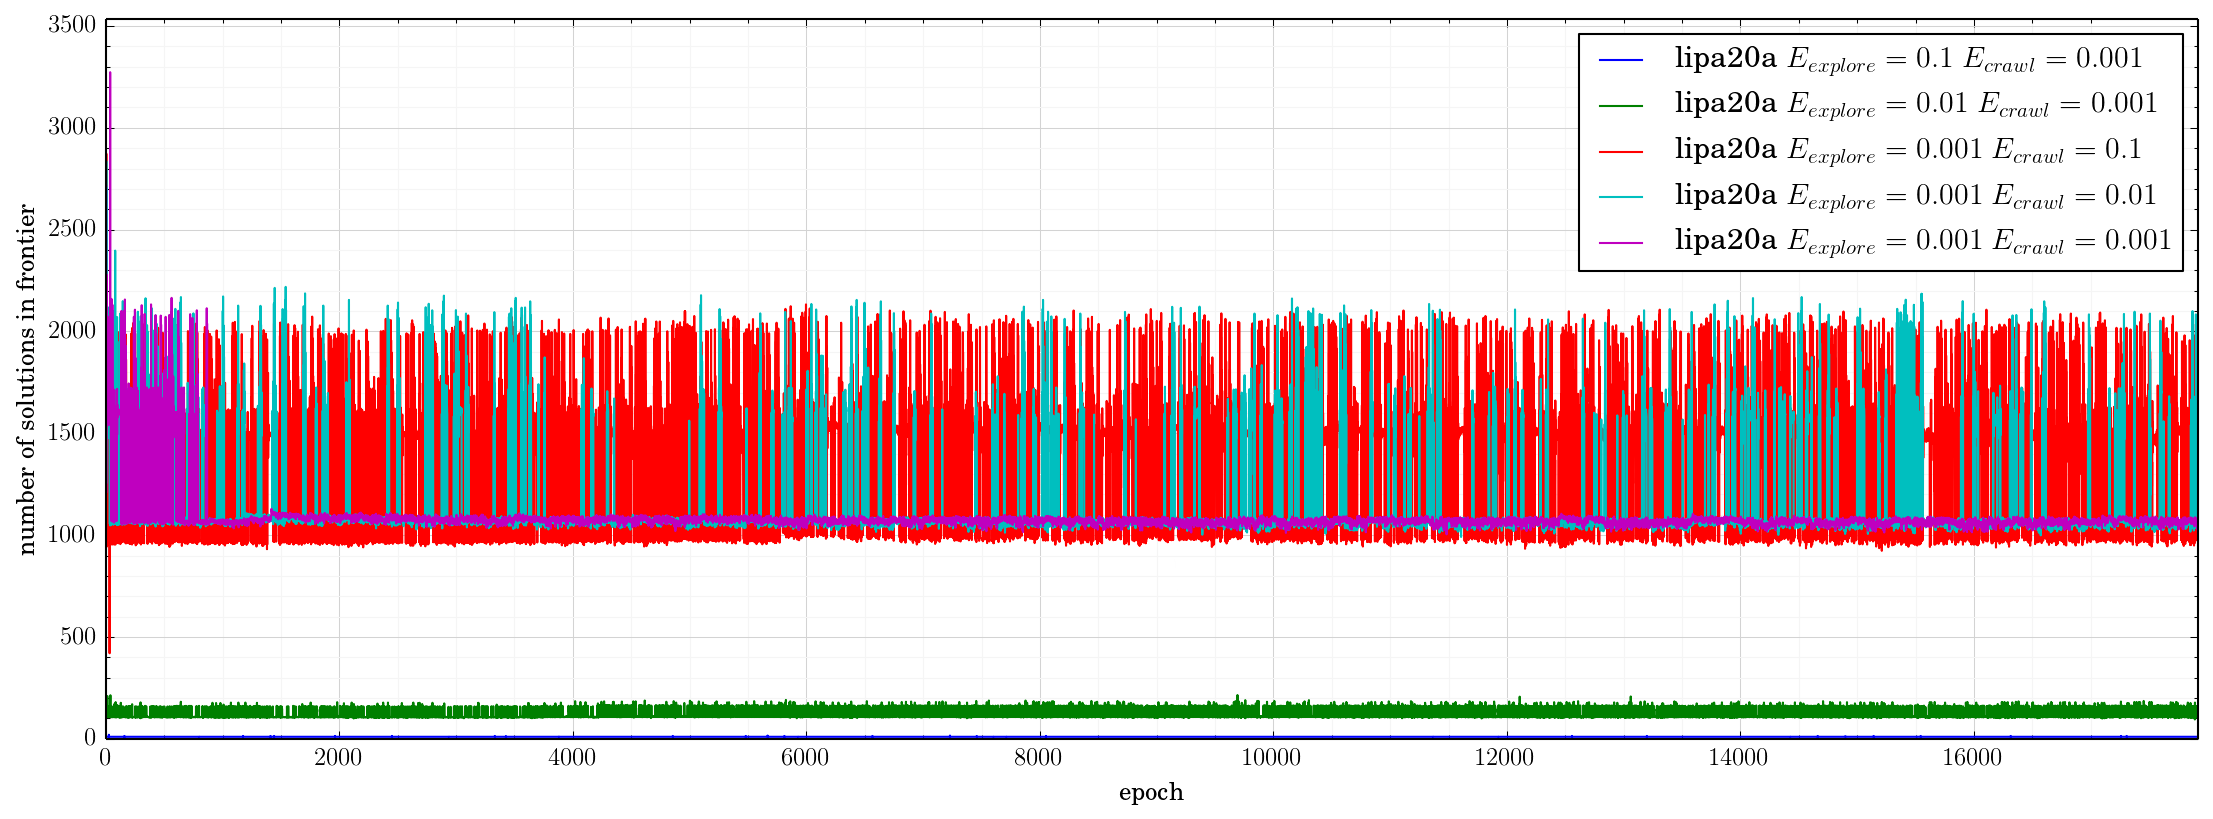 3500
3000
2500
2000
1500
1000
500
0
number of solutions in frontier
0 2000 4000 6000 8000 10000 12000 14000 16000
epoch
lipa20a E_explore = 0.1 E_crawl = 0.001
lipa20a E_explore = 0.01 E_crawl = 0.001
lipa20a E_explore = 0.001 E_crawl = 0.1
lipa20a E_explore = 0.001 E_crawl = 0.01
lipa20a E_explore = 0.001 E_crawl = 0.001